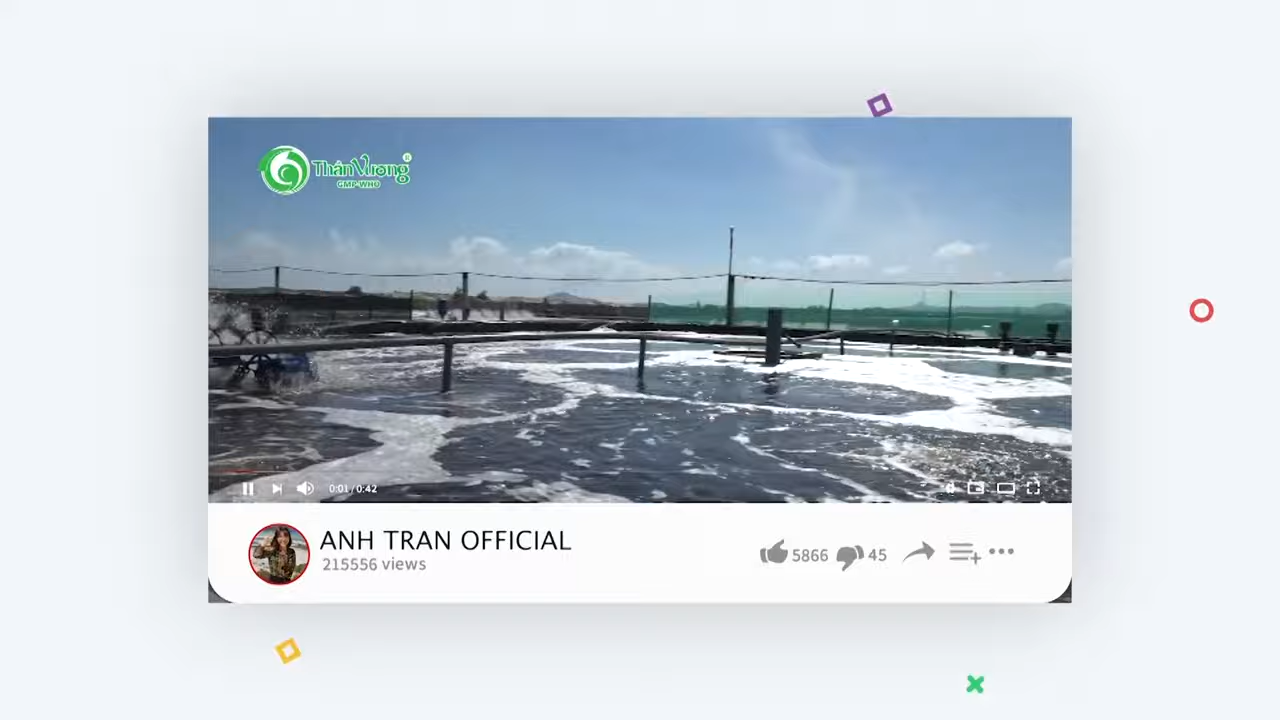 Thần Vương®
GMP-WHO
0:01/0:42
ANH TRAN OFFICIAL
215556 views
5866
45